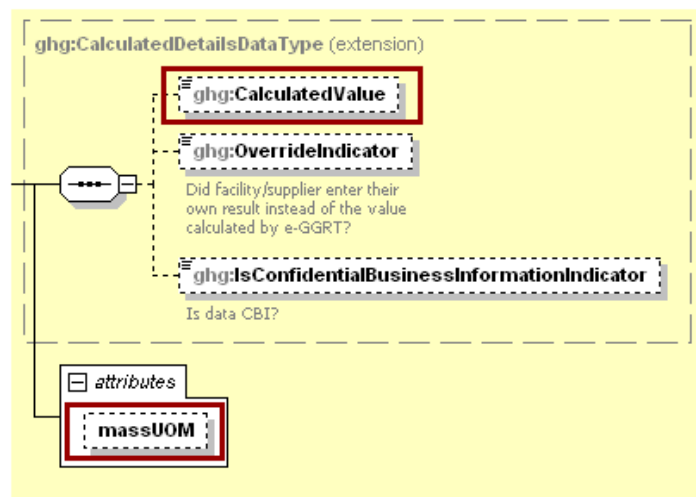 ghg:CalculatedDetailsDataType (extension)
ghg:CalculatedValue
ghg:OverrideIndicator
Did facility/supplier enter their
own result instead of the value
calculated by e-GGRT?
ghg:IsConfidentialBusinessInformationIndicator
Is data CBI?
attributes
massUOM